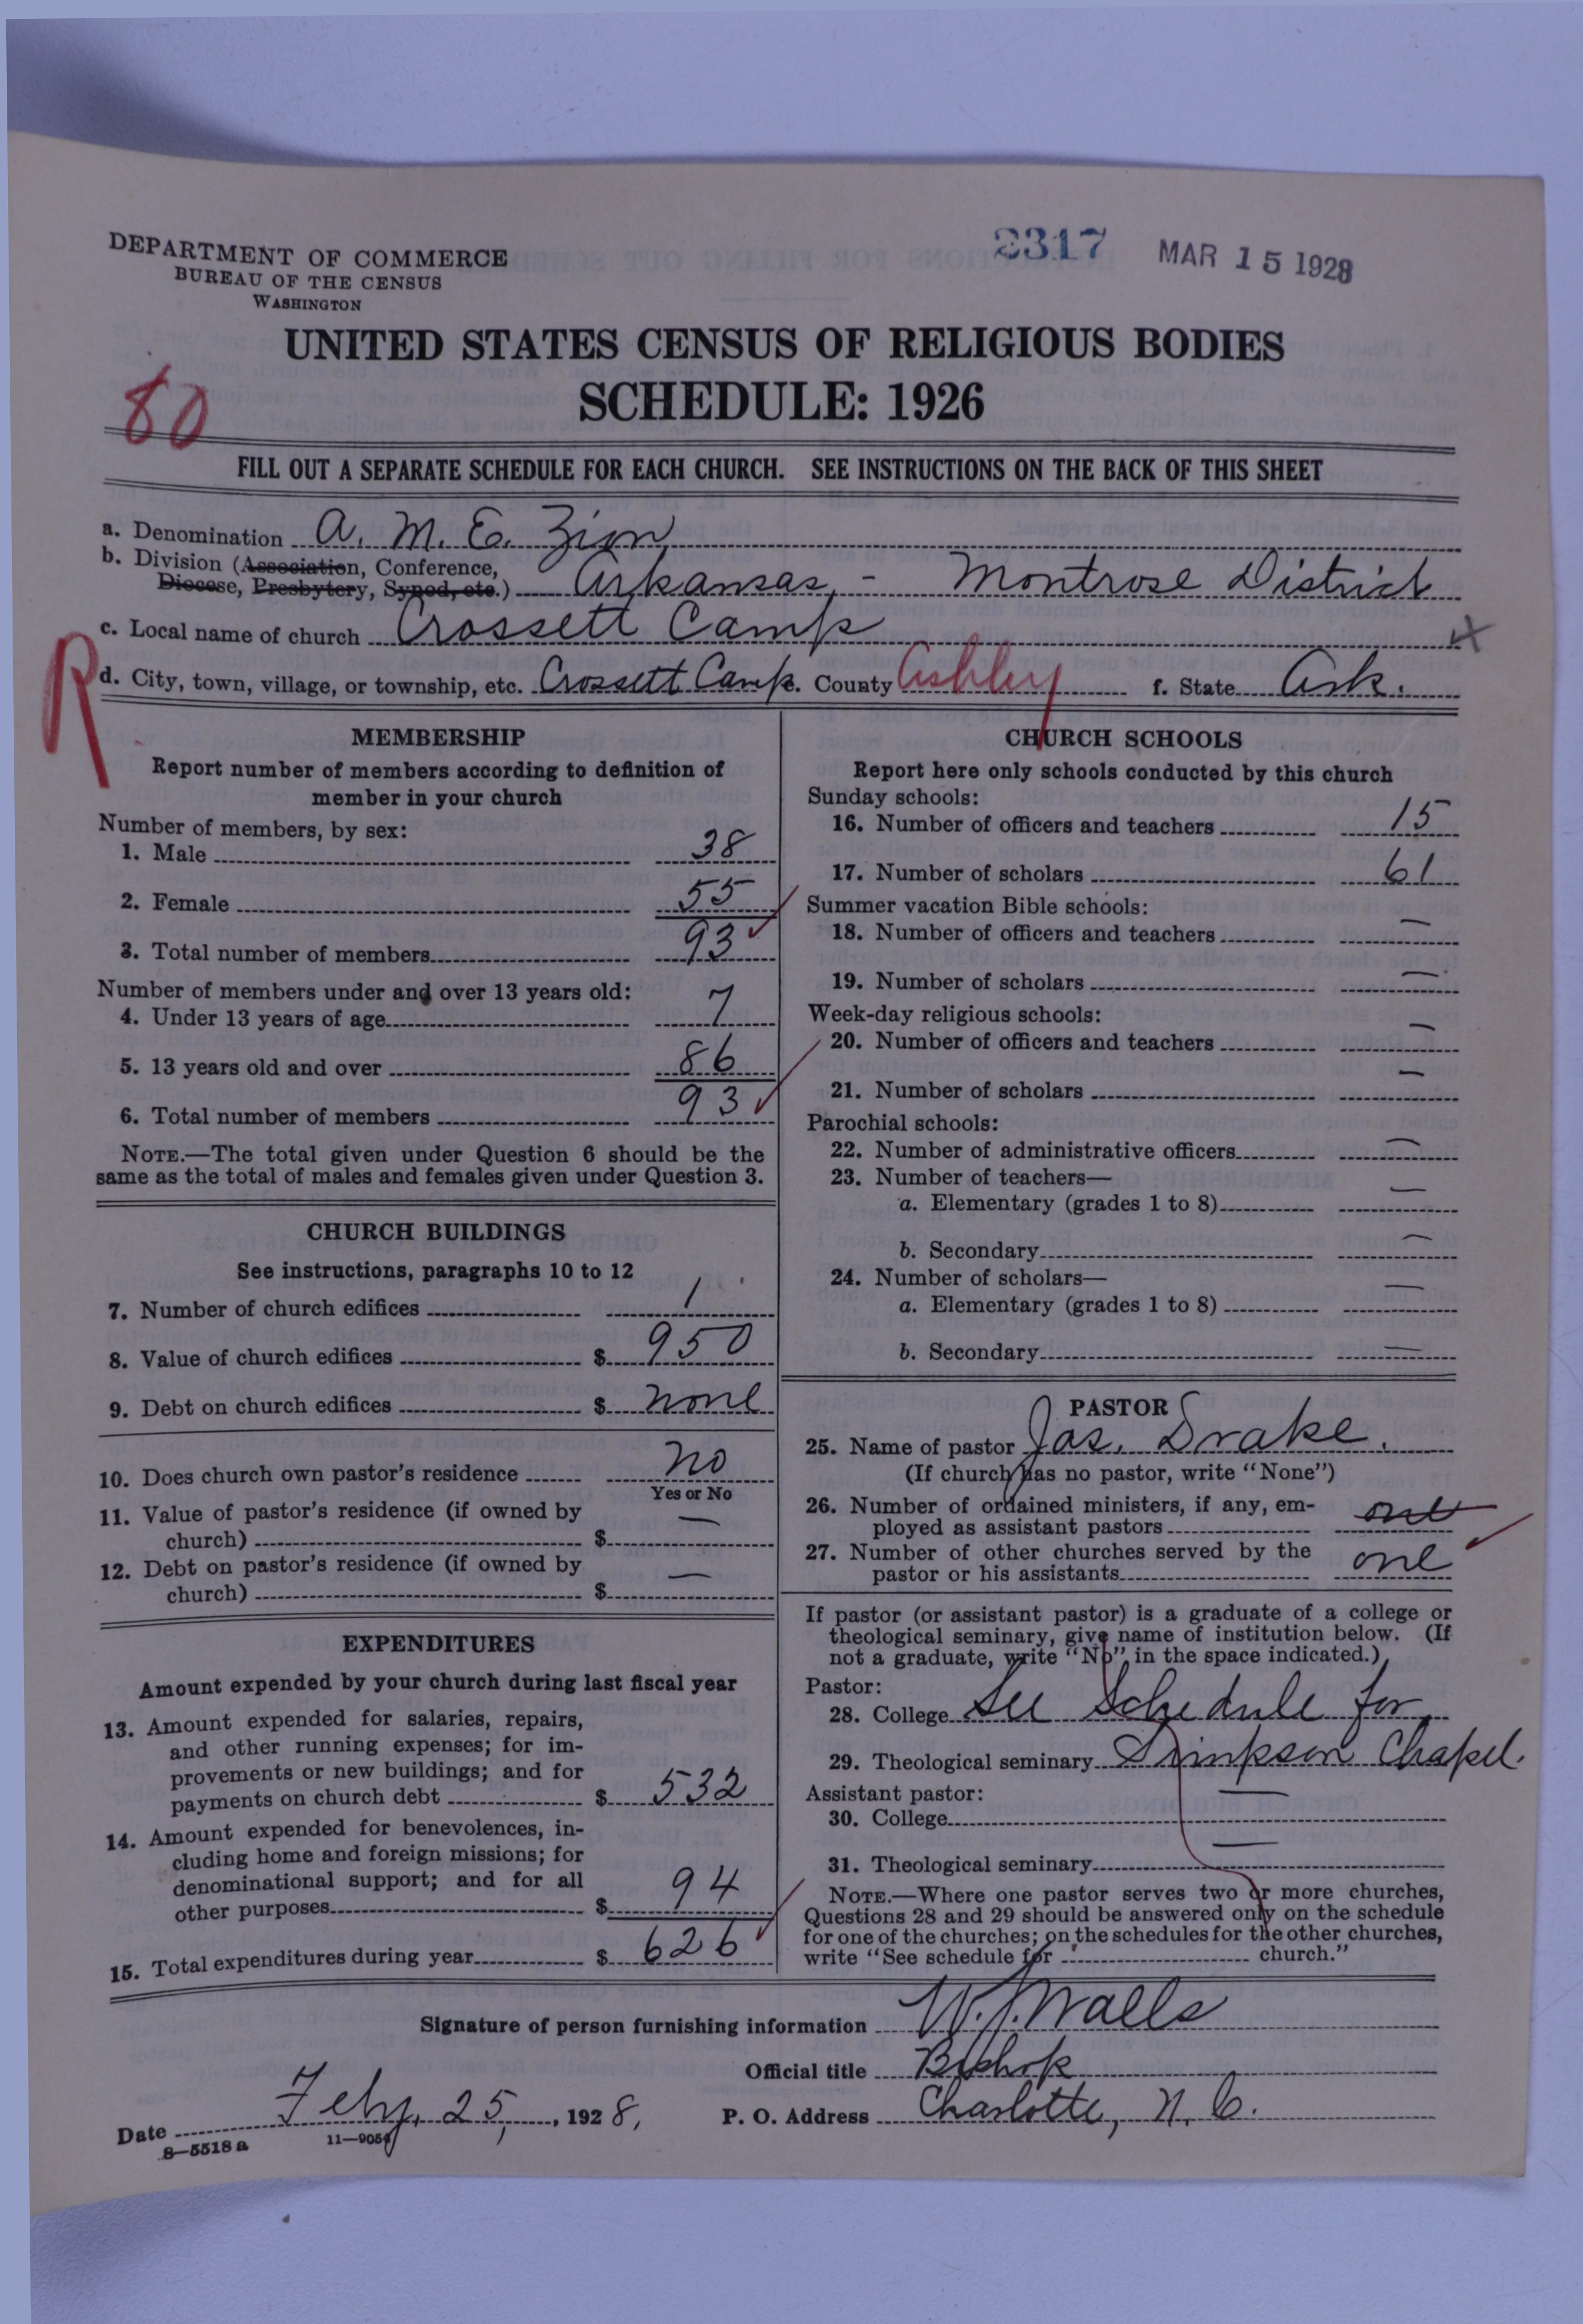 DEPARTMENT OF COMMERCE
BUREAU OF THE CENSUS
WASHINGTON
2317 MAR 15 1928
UNITED STATES CENSUS OF RELIGIOUS BODIES
SCHEDULE: 1926
80
FILL OUT A SEPARATE SCHEDULE FOR EACH CHURCH. SEE INSTRUCTIONS ON THE BACK OF THIS SHEET
a. Denomination A. M. E. Zion
b. Division (Association, Conference,
Diocese, Presbytery, Synod, etc.) Arkansas - Montrose District
c. Local name of church Crossett Camp
R
d. City, town, village, or township, etc. Crossett Camp e. County Ashley f. State Ark.
MEMBERSHIP
Report number of members according to definition of
member in your church
Number of members, by sex:
1. Male 38
2. Female 55
3. Total number of members 93
Number of members under and over 13 years old:
4. Under 13 years of age 7
5. 13 years old and over 86
6. Total number of members 93
NOTE.—The total given under Question 6 should be the
same as the total of males and females given under Question 3.
CHURCH BUILDINGS
See instructions, paragraphs 10 to 12
7. Number of church edifices 1
8. Value of church edifices $ 950
9. Debt on church edifices $ none
10. Does church own pastor's residence no
Yes or No
11. Value of pastor's residence (if owned by
church) $ —
12. Debt on pastor's residence (if owned by
church) $ —
EXPENDITURES
Amount expended by your church during last fiscal year
13. Amount expended for salaries, repairs,
and other running expenses; for im-
provements or new buildings; and for
payments on church debt $ 532
14. Amount expended for benevolences, in-
cluding home and foreign missions; for
denominational support; and for all
other purposes $ 94
15. Total expenditures during year $ 626
CHURCH SCHOOLS
Report here only schools conducted by this church
Sunday schools:
16. Number of officers and teachers 15
17. Number of scholars 61
Summer vacation Bible schools:
18. Number of officers and teachers —
19. Number of scholars —
Week-day religious schools:
20. Number of officers and teachers —
21. Number of scholars —
Parochial schools:
22. Number of administrative officers —
23. Number of teachers—
a. Elementary (grades 1 to 8) —
b. Secondary —
24. Number of scholars—
a. Elementary (grades 1 to 8) —
b. Secondary —
PASTOR
25. Name of pastor Jas. Drake.
(If church has no pastor, write "None")
26. Number of ordained ministers, if any, em-
ployed as assistant pastors one
27. Number of other churches served by the
pastor or his assistants one
If pastor (or assistant pastor) is a graduate of a college or
theological seminary, give name of institution below. (If
not a graduate, write "No" in the space indicated.)
Pastor:
28. College See Schedule for
29. Theological seminary Simpson Chapel.
Assistant pastor:
30. College —
31. Theological seminary —
NOTE.—Where one pastor serves two or more churches,
Questions 28 and 29 should be answered only on the schedule
for one of the churches; on the schedules for the other churches,
write "See schedule for church."
Signature of person furnishing information W. J. Walls
Official title Bishop
Date Feby. 25, 1928, P. O. Address Charlotte, N. C.
8—5518 a 11—9054